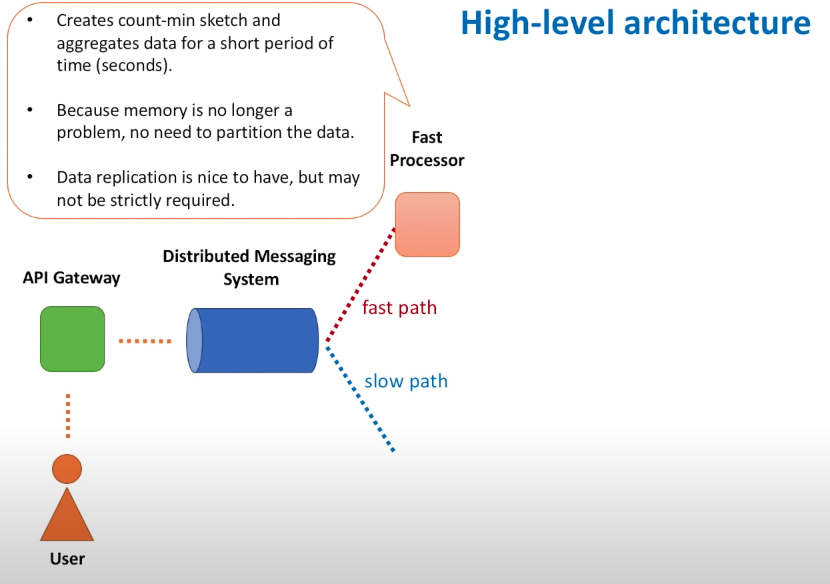 High-level architecture
• Creates count-min sketch and
aggregates data for a short period of
time (seconds).
• Because memory is no longer a
problem, no need to partition the data.
• Data replication is nice to have, but may
not be strictly required.
Fast
Processor
Distributed Messaging
System
API Gateway
fast path
slow path
User